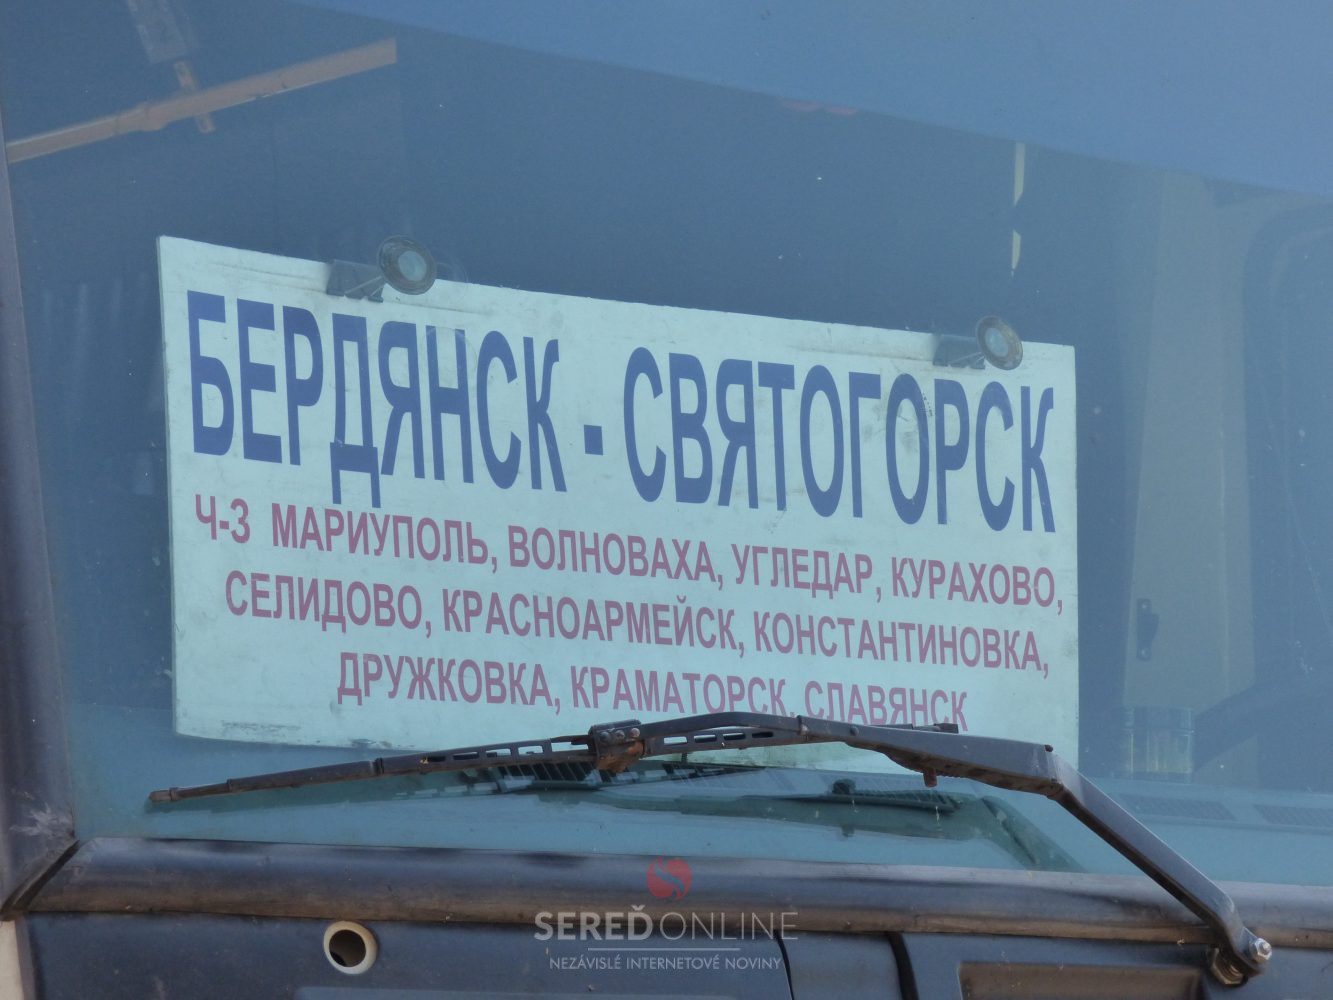 БЕРДЯНСК - СВЯТОГОРСК
Ч-З МАРИУПОЛЬ, ВОЛНОВАХА, УГЛЕДАР, КУРАХОВО,
СЕЛИДОВО, КРАСНОАРМЕЙСК, КОНСТАНТИНОВКА,
ДРУЖКОВКА, КРАМАТОРСК, СЛАВЯНСК
SEREĎONLINE
NEZÁVISLÉ INTERNETOVÉ NOVINY